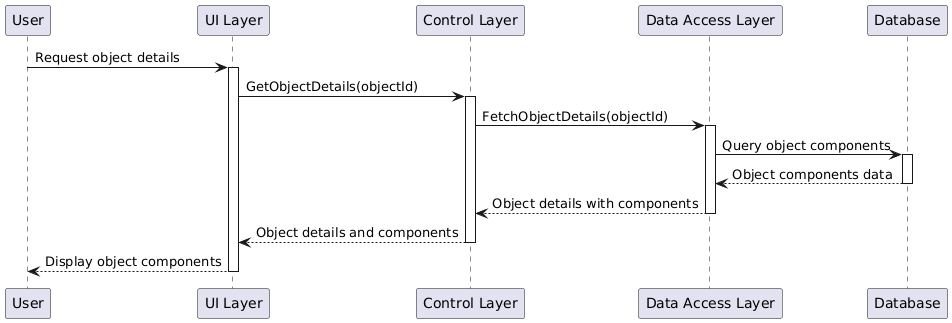 User
UI Layer
Control Layer
Data Access Layer
Database
Request object details
GetObjectDetails(objectId)
FetchObjectDetails(objectId)
Query object components
Object components data
Object details with components
Object details and components
Display object components
User
UI Layer
Control Layer
Data Access Layer
Database